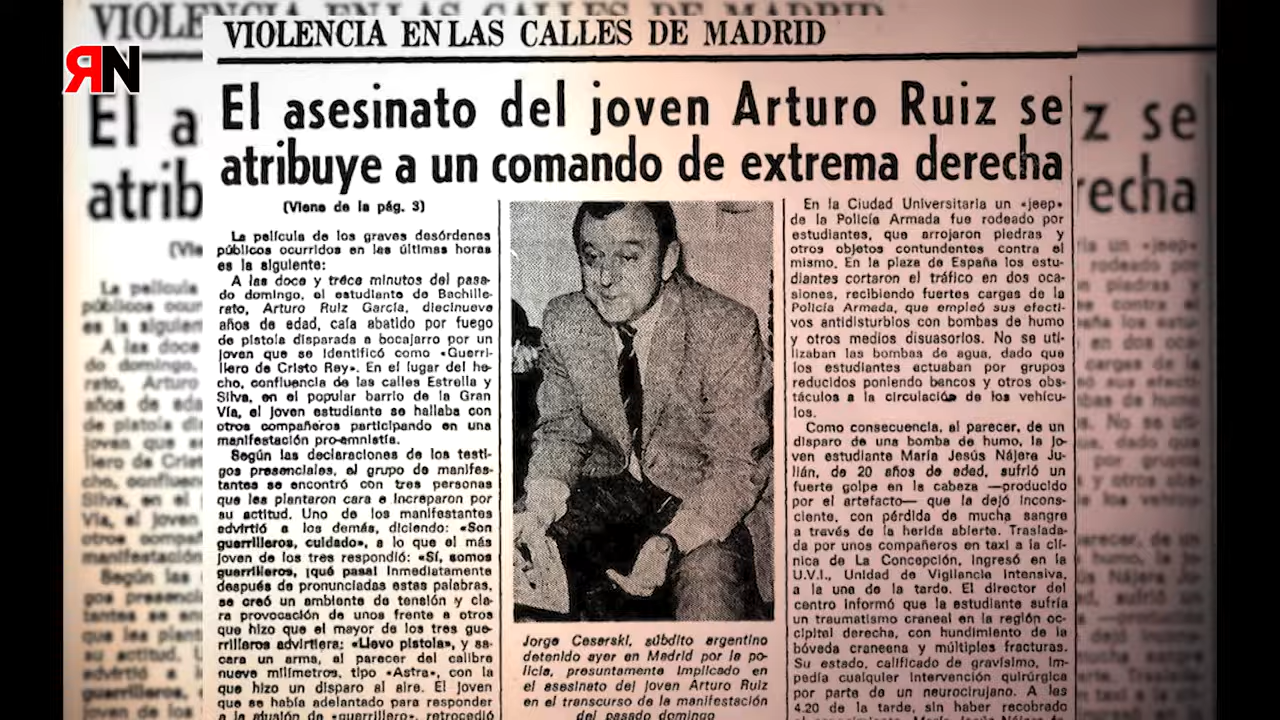 VIOLENCIA EN LAS CALLES DE MADRID
ЯN
El asesinato del joven Arturo Ruiz se
atribuye a un comando de extrema derecha
(Viene de la pág. 3)
La película de los graves desórdenes
públicos ocurridos en las últimas horas
es la siguiente:
A las doce y trece minutos del pasa-
do domingo, el estudiante de Bachille-
rato, Arturo Ruiz García, diecinueve
años de edad, caía abatido por fuego
de pistola disparada a bocajarro por un
joven que se identificó como «Guerri-
llero de Cristo Rey». En el lugar del he-
cho, confluencia de las calles Estrella y
Silva, en el popular barrio de la Gran
Vía, el joven estudiante se hallaba con
otros compañeros participando en una
manifestación pro-amnistía.
Según las declaraciones de los testi-
gos presenciales, el grupo de manifes-
tantes se encontró con tres personas
que les plantaron cara e increparon por
su actitud. Uno de los manifestantes
advirtió a los demás, diciendo: «Son
guerrilleros, cuidado», a lo que el más
joven de los tres respondió: «Sí, somos
guerrilleros, ¡qué pasa! Inmediatamente
después de pronunciadas estas palabras,
se creó un ambiente de tensión y cla-
ra provocación de unos frente a otros
que hizo que el mayor de los tres gue-
rrilleros advirtiera: «Llevo pistola», y sa-
cara un arma, al parecer del calibre
nueve milímetros, tipo «Astra», con la
que hizo un disparo al aire. El joven
que se había adelantado para responder
a la alusión de «guerrillero», retrocedió
Jorge Ceserski, súbdito argentino
detenido ayer en Madrid por la po-
licía, presuntamente implicado en
el asesinato del joven Arturo Ruiz
en el transcurso de la manifestación
del pasado domingo
En la Ciudad Universitaria un «jeep»
de la Policía Armada fue rodeado por
estudiantes, que arrojaron piedras y
otros objetos contundentes contra el
mismo. En la plaza de España los estu-
diantes cortaron el tráfico en dos oca-
siones, recibiendo fuertes cargas de la
Policía Armada, que empleó sus efecti-
vos antidisturbios con bombas de humo
y otros medios disuasorios. No se uti-
lizaban las bombas de agua, dado que
los estudiantes actuaban por grupos
reducidos poniendo bancos y otros obs-
táculos a la circulación de los vehícu-
los.
Como consecuencia, al parecer, de un
disparo de una bomba de humo, la jo-
ven estudiante María Jesús Nájera Ju-
lián, de 20 años de edad, sufrió un
fuerte golpe en la cabeza —producido
por el artefacto— que la dejó incons-
ciente, con pérdida de mucha sangre
a través de la herida abierta. Traslada-
da por unos compañeros en taxi a la clí-
nica de La Concepción, ingresó en la
U.V.I., Unidad de Vigilancia Intensiva,
a la una de la tarde. El director del
centro informó que la estudiante sufría
un traumatismo craneal en la región oc-
cipital derecha, con hundimiento de la
bóveda craneena y múltiples fracturas.
Su estado, calificado de gravísimo, im-
pedía cualquier intervención quirúrgica
por parte de un neurocirujano. A las
4.20 de la tarde, sin haber recobrado